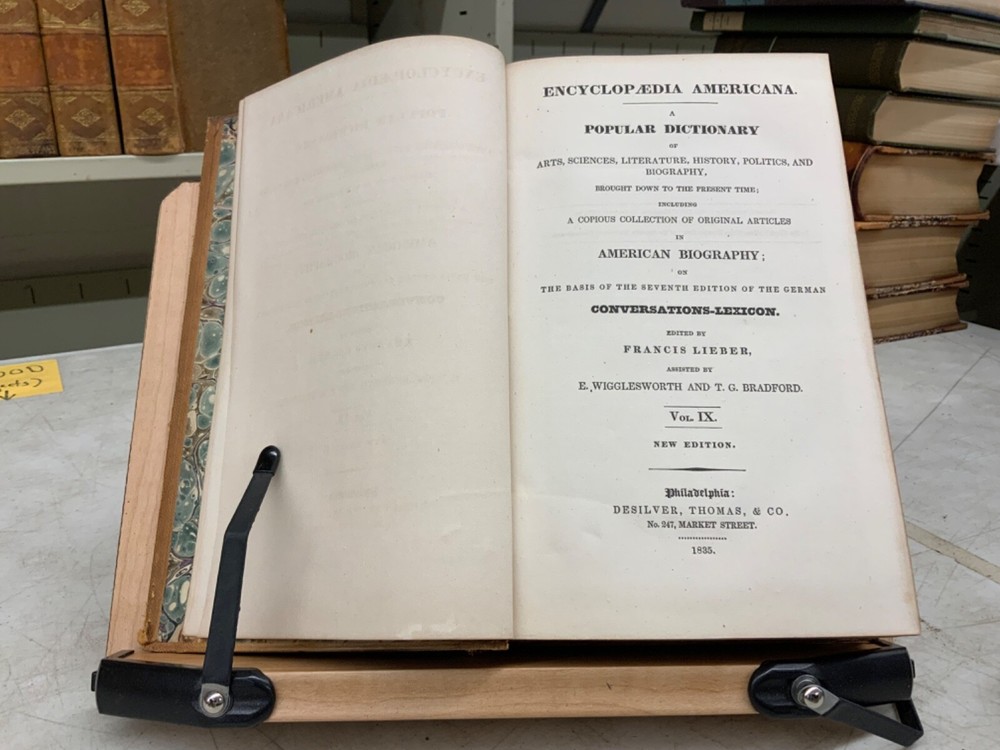 ENCYCLOPÆDIA AMERICANA.
A
POPULAR DICTIONARY
OF
ARTS, SCIENCES, LITERATURE, HISTORY, POLITICS, AND
BIOGRAPHY,
BROUGHT DOWN TO THE PRESENT TIME;
INCLUDING
A COPIOUS COLLECTION OF ORIGINAL ARTICLES
IN
AMERICAN BIOGRAPHY;
ON
THE BASIS OF THE SEVENTH EDITION OF THE GERMAN
CONVERSATIONS-LEXICON.
EDITED BY
FRANCIS LIEBER,
ASSISTED BY
E. WIGGLESWORTH AND T. G. BRADFORD.
VOL. IX.
NEW EDITION.
Philadelphia:
DESILVER, THOMAS, & CO.
No. 247, MARKET STREET.
1835.